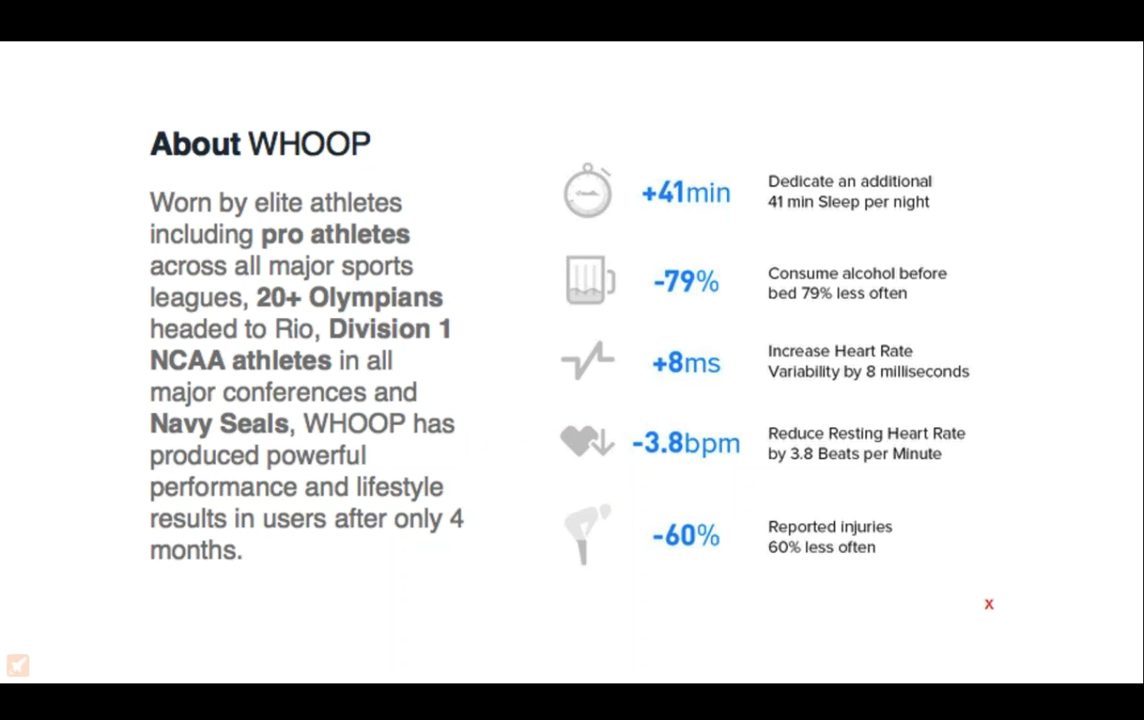 About WHOOP
Worn by elite athletes
including pro athletes
across all major sports
leagues, 20+ Olympians
headed to Rio, Division 1
NCAA athletes in all
major conferences and
Navy Seals, WHOOP has
produced powerful
performance and lifestyle
results in users after only 4
months.
+41min
Dedicate an additional
41 min Sleep per night
-79%
Consume alcohol before
bed 79% less often
+8ms
Increase Heart Rate
Variability by 8 milliseconds
-3.8bpm
Reduce Resting Heart Rate
by 3.8 Beats per Minute
-60%
Reported injuries
60% less often
x